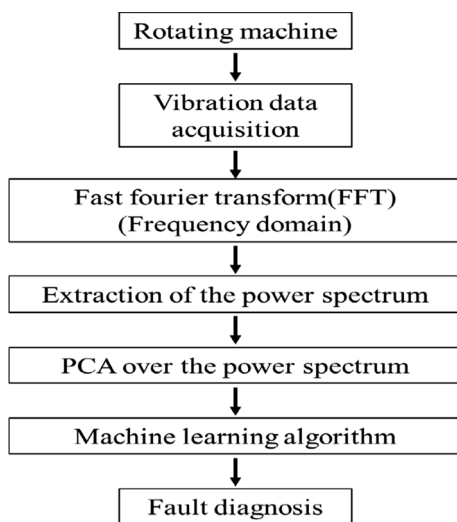 Rotating machine
Vibration data
acquisition
Fast fourier transform(FFT)
(Frequency domain)
Extraction of the power spectrum
PCA over the power spectrum
Machine learning algorithm
Fault diagnosis